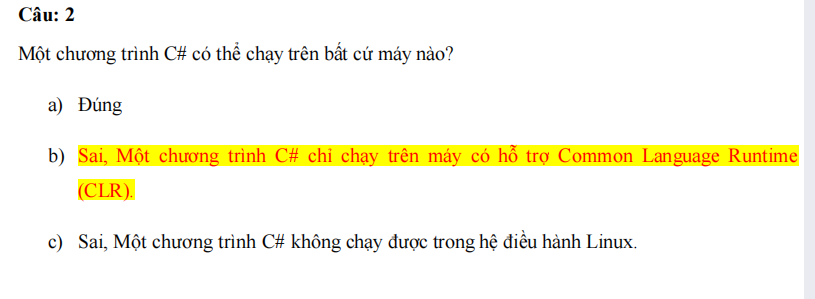 Câu: 2
Một chương trình C# có thể chạy trên bất cứ máy nào?
a) Đúng
b) Sai, Một chương trình C# chỉ chạy trên máy có hỗ trợ Common Language Runtime
(CLR).
c) Sai, Một chương trình C# không chạy được trong hệ điều hành Linux.